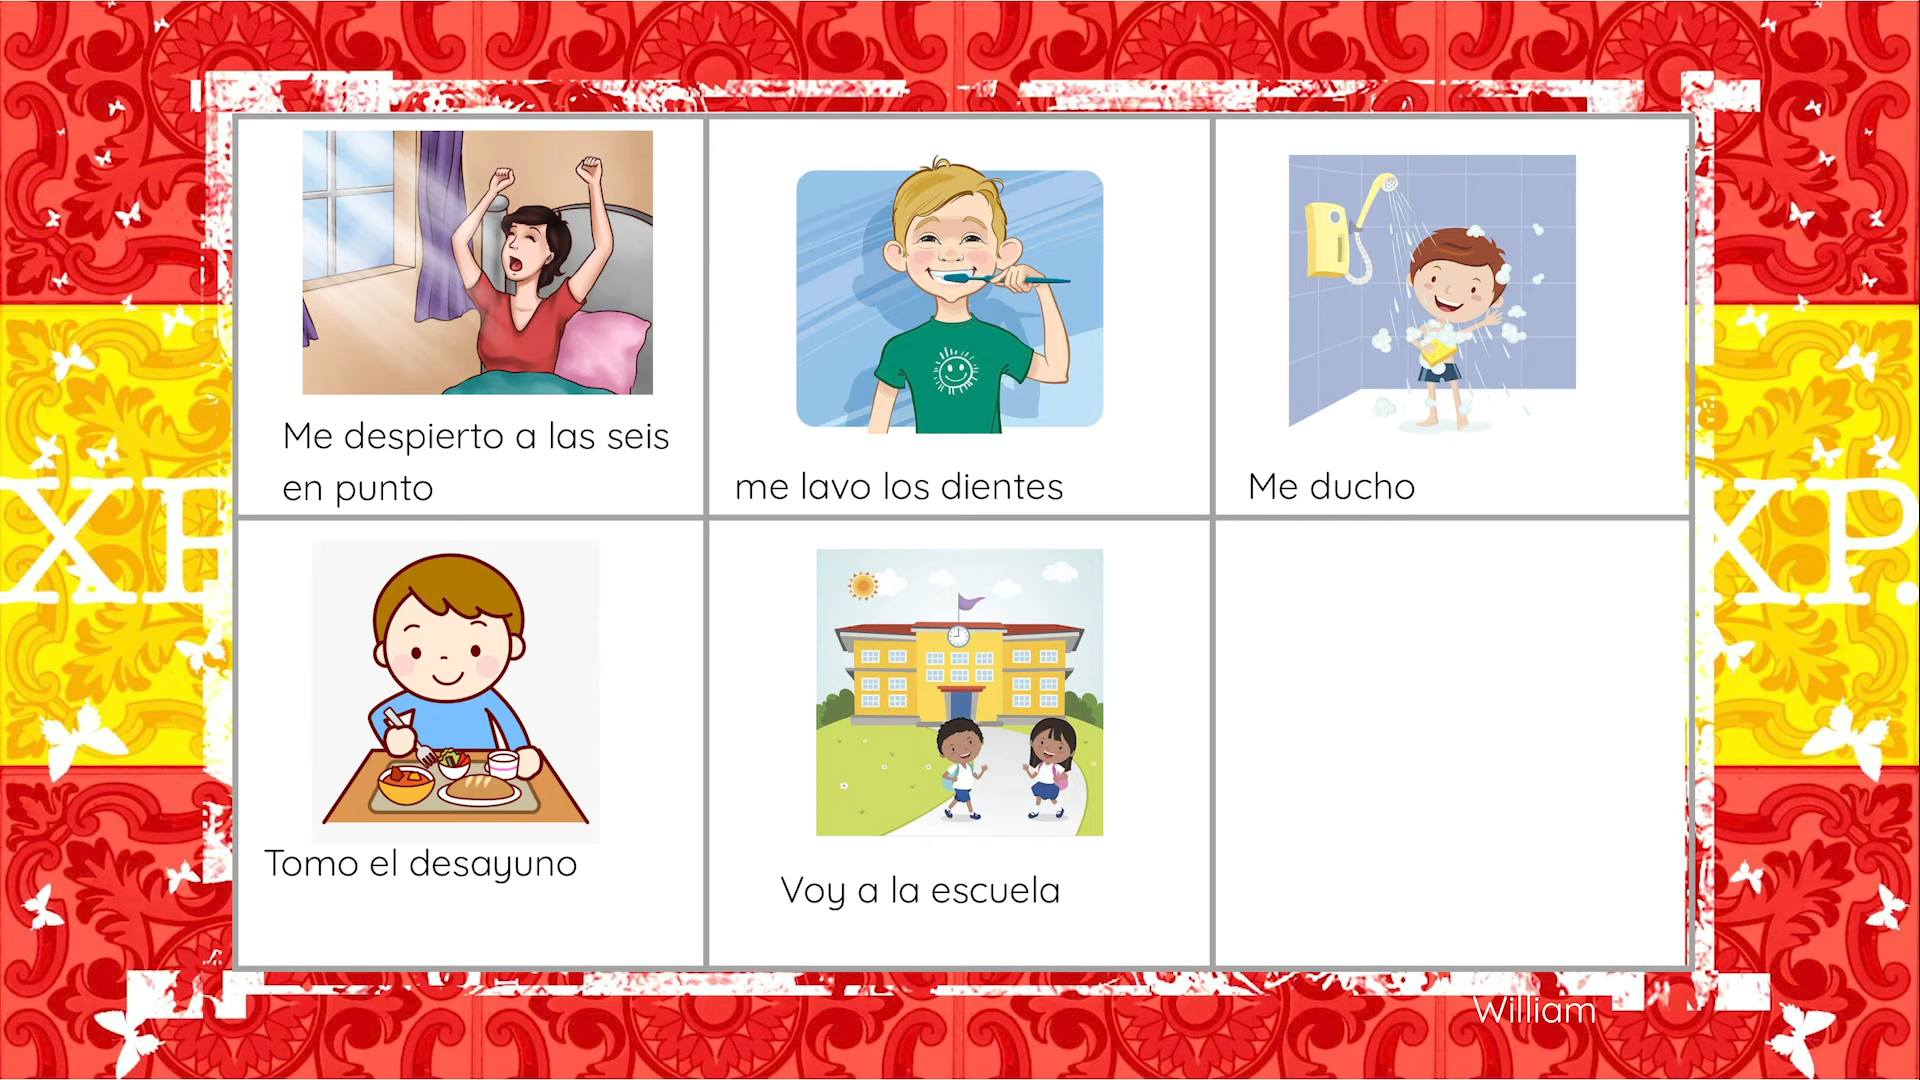 Me despierto a las seis
en punto
me lavo los dientes
Me ducho
Tomo el desayuno
Voy a la escuela
XP.
William